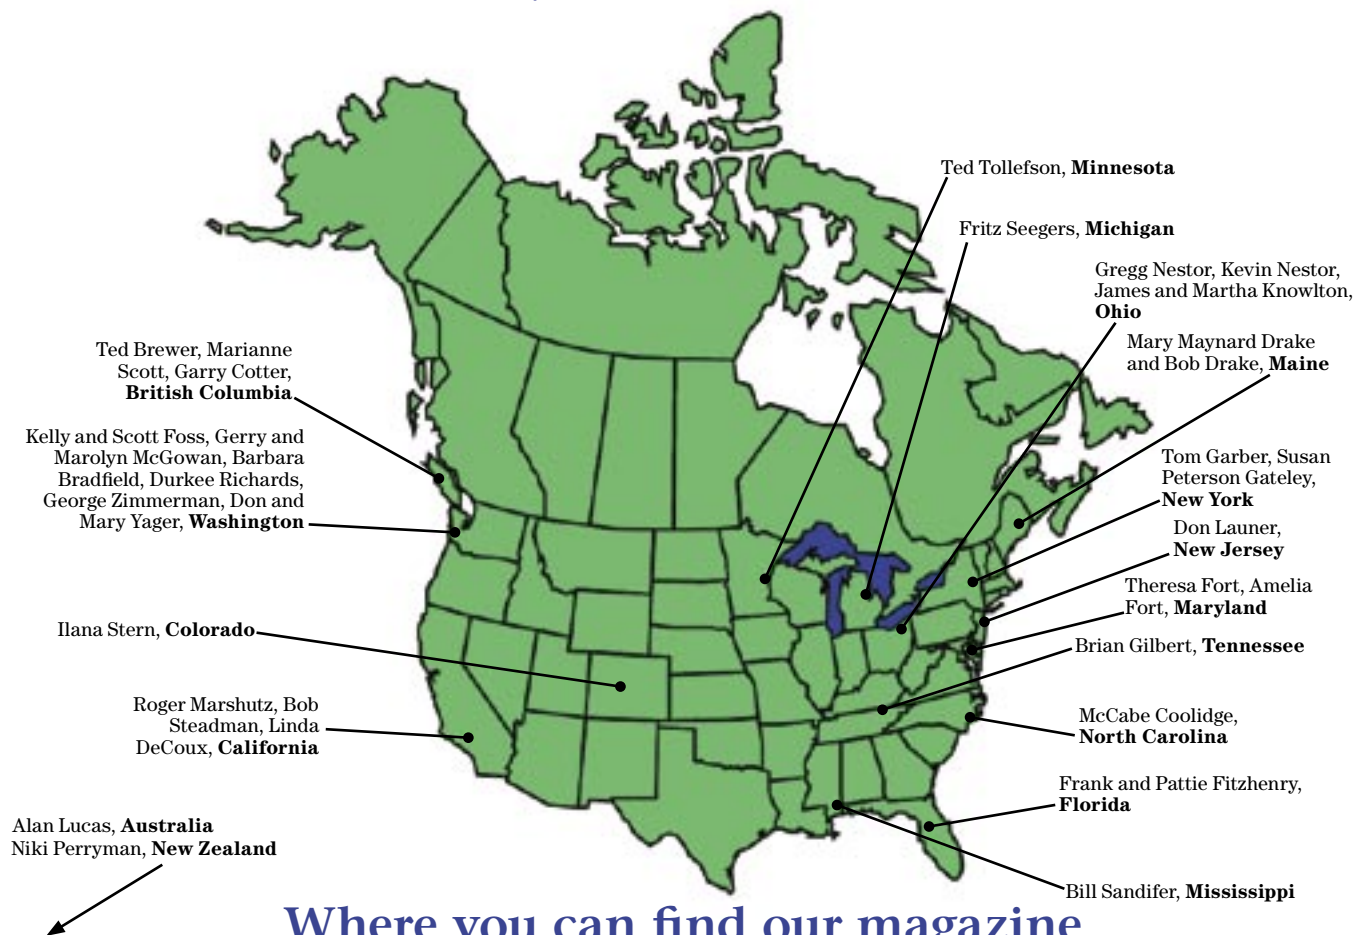 Ted Tollefson, Minnesota
Fritz Seegers, Michigan
Gregg Nestor, Kevin Nestor,
James and Martha Knowlton,
Ohio
Mary Maynard Drake
and Bob Drake, Maine
Ted Brewer, Marianne
Scott, Garry Cotter,
British Columbia
Kelly and Scott Foss, Gerry and
Marolyn McGowan, Barbara
Bradfield, Durkee Richards,
George Zimmerman, Don and
Mary Yager, Washington
Tom Garber, Susan
Peterson Gateley,
New York
Don Launer,
New Jersey
Theresa Fort, Amelia
Fort, Maryland
Ilana Stern, Colorado
Brian Gilbert, Tennessee
Roger Marshutz, Bob
Steadman, Linda
DeCoux, California
McCabe Coolidge,
North Carolina
Frank and Pattie Fitzhenry,
Florida
Alan Lucas, Australia
Niki Perryman, New Zealand
Bill Sandifer, Mississippi
Where you can find our magazine